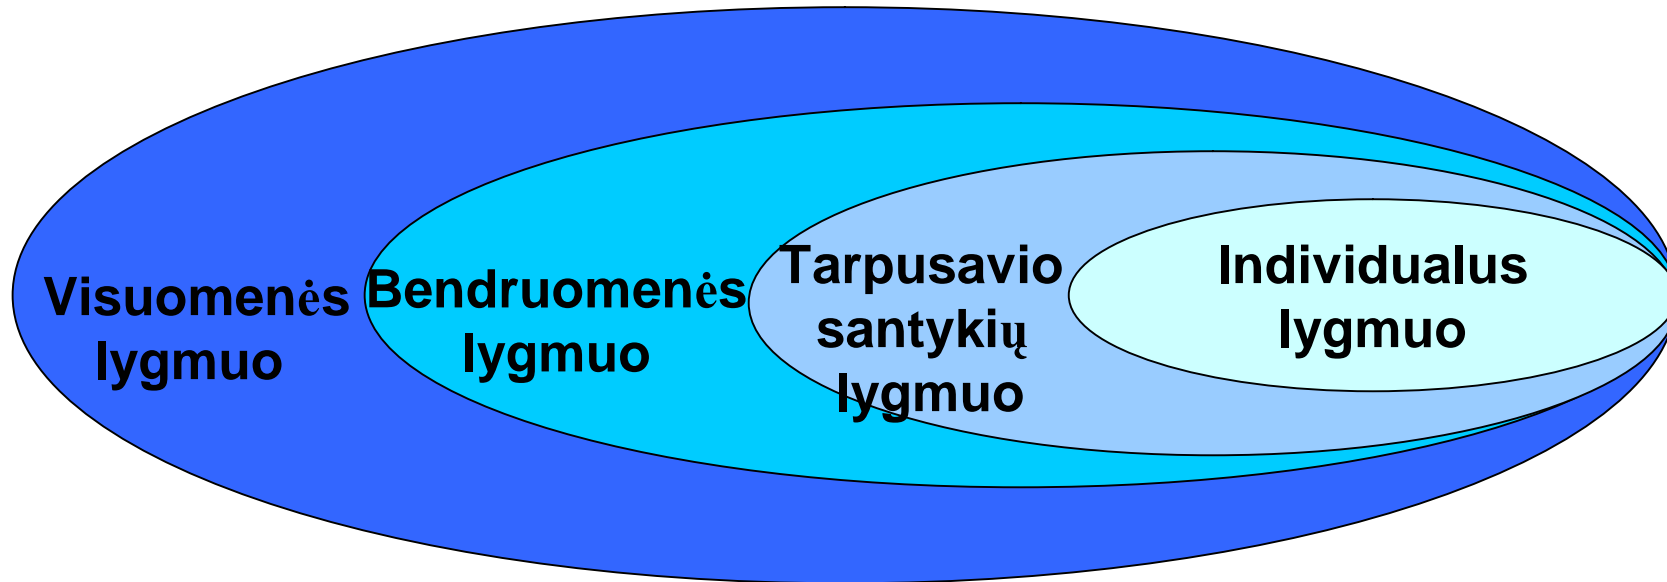 Visuomenės
lygmuo
Bendruomenės
lygmuo
Tarpusavio
santykių
lygmuo
Individualus
lygmuo